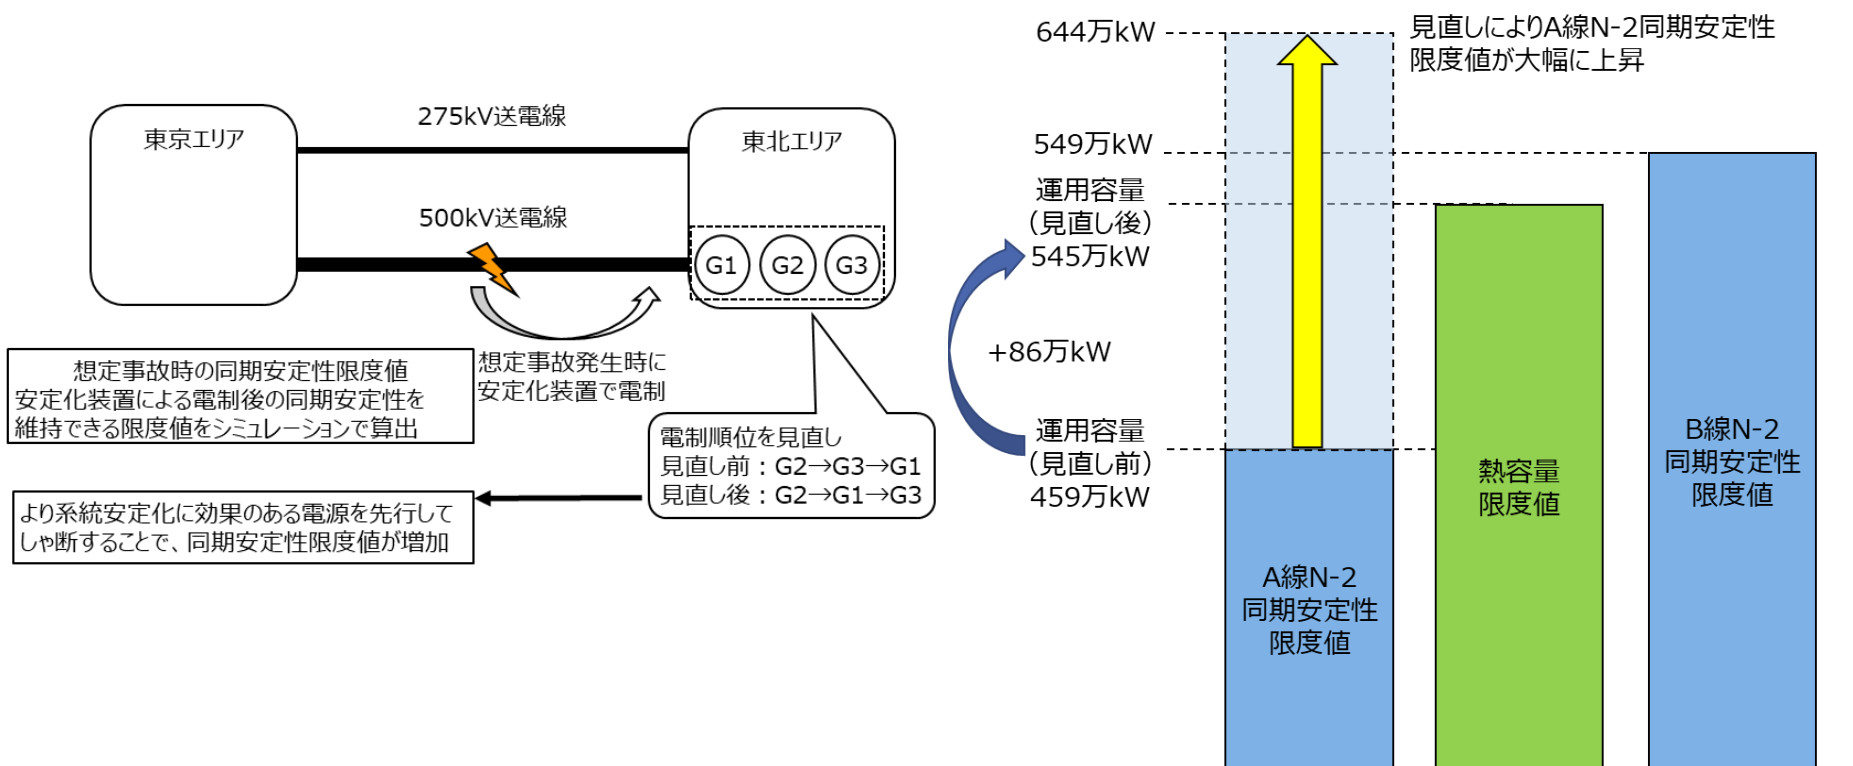 東京エリア
275kV送電線
500kV送電線
東北エリア
G1
G2
G3
想定事故発生時に
安定化装置で電制
想定事故時の同期安定性限度値
安定化装置による電制後の同期安定性を
維持できる限度値をシミュレーションで算出
電制順位を見直し
見直し前：G2→G3→G1
見直し後：G2→G1→G3
より系統安定化に効果のある電源を先行して
しゃ断することで、同期安定性限度値が増加
644万kW
見直しによりA線N-2同期安定性
限度値が大幅に上昇
549万kW
運用容量
（見直し後）
545万kW
+86万kW
運用容量
（見直し前）
459万kW
A線N-2
同期安定性
限度値
熱容量
限度値
B線N-2
同期安定性
限度値